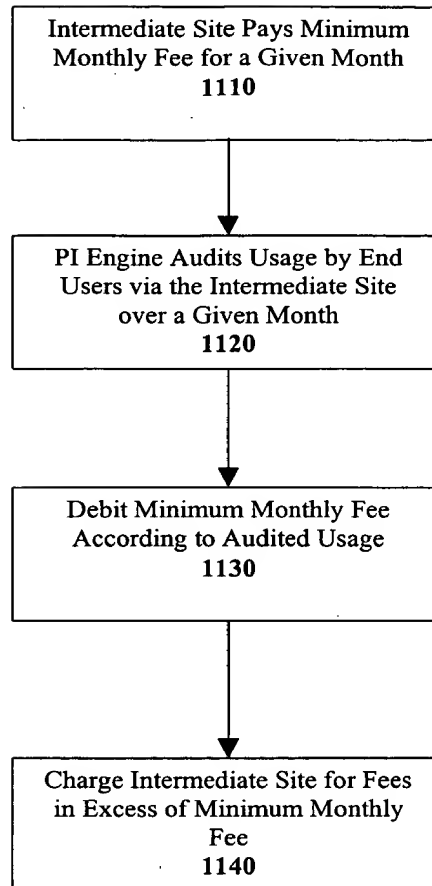 Intermediate Site Pays Minimum
Monthly Fee for a Given Month
1110
PI Engine Audits Usage by End
Users via the Intermediate Site
over a Given Month
1120
Debit Minimum Monthly Fee
According to Audited Usage
1130
Charge Intermediate Site for Fees
in Excess of Minimum Monthly
Fee
1140